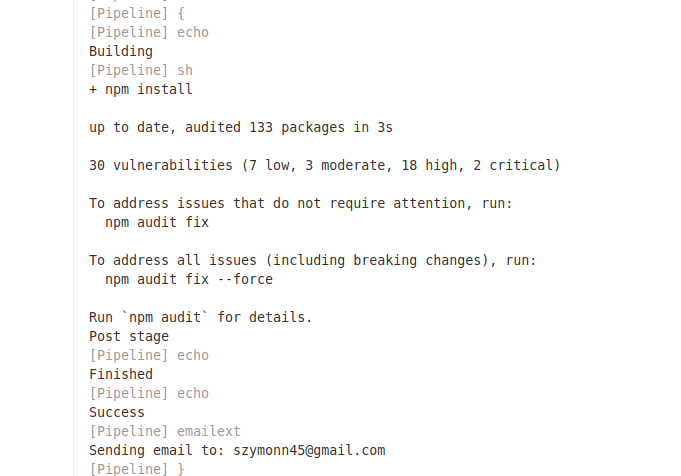 [Pipeline] {
[Pipeline] echo
Building
[Pipeline] sh
+ npm install
up to date, audited 133 packages in 3s
30 vulnerabilities (7 low, 3 moderate, 18 high, 2 critical)
To address issues that do not require attention, run:
  npm audit fix
To address all issues (including breaking changes), run:
  npm audit fix --force
Run `npm audit` for details.
Post stage
[Pipeline] echo
Finished
[Pipeline] echo
Success
[Pipeline] emailext
Sending email to: szymonn45@gmail.com
[Pipeline] }